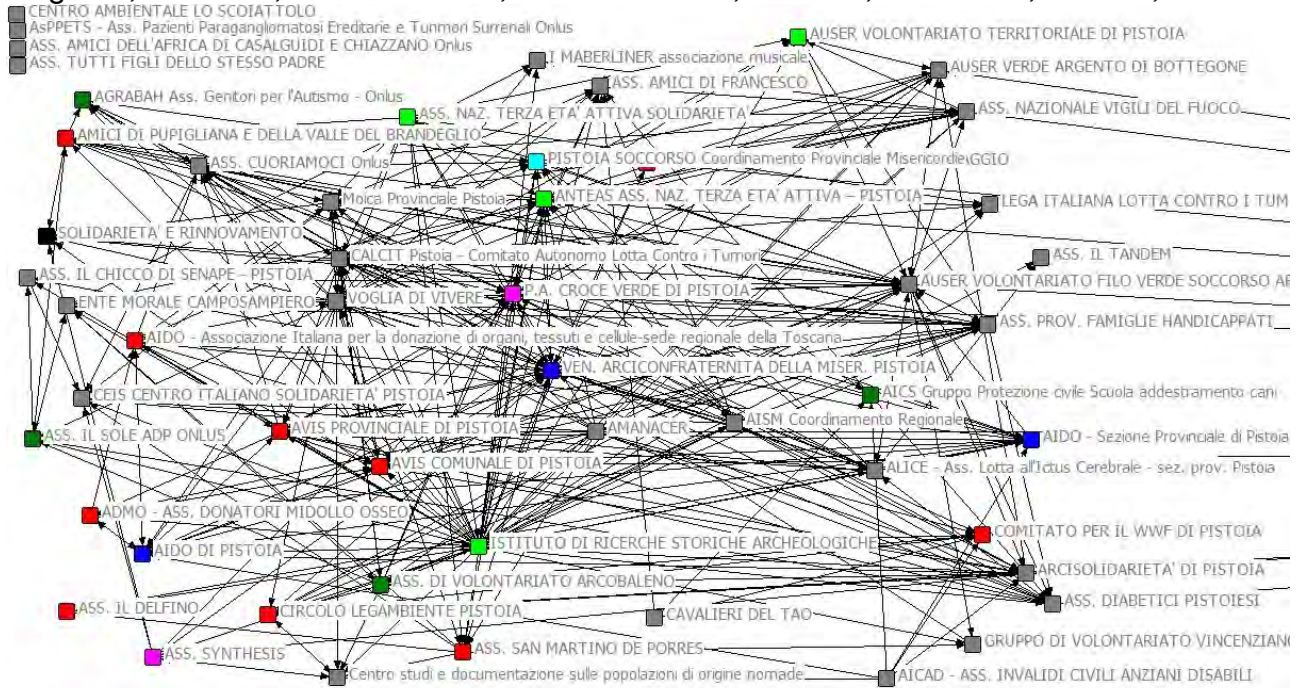 CENTRO AMBIENTALE LO SCOIATTOLO
AsPPETS - Ass. Pazienti Paragangliomatosi Ereditarie e Tunmori Surrenali Onlus
ASS. AMICI DELL'AFRICA DI CASALGUIDI E CHIAZZANO Onlus
ASS. TUTTI FIGLI DELLO STESSO PADRE
AUSER VOLONTARIATO TERRITORIALE DI PISTOIA
I MABERLINER associazione musicale
AUSER VERDE ARGENTO DI BOTTEGONE
ASS. AMICI DI FRANCESCO
AGRABAH Ass. Genitori per l'Autismo - Onlus
ASS. NAZIONALE VIGILI DEL FUOCO
ASS. NAZ. TERZA ETA' ATTIVA SOLIDARIETA'
AMICI DI PUPIGLIANA E DELLA VALLE DEL BRANDEGLIO
ASS. CUORIAMOCI Onlus
PISTOIA SOCCORSO Coordinamento Provinciale Misericordie
GGIO
Moica Provinciale Pistoia
ANTEAS ASS. NAZ. TERZA ETA' ATTIVA – PISTOIA
LEGA ITALIANA LOTTA CONTRO I TUM
SOLIDARIETA' E RINNOVAMENTO
CALCIT Pistoia - Comitato Autonomo Lotta Contro i Tumori
ASS. IL TANDEM
ASS. IL CHICCO DI SENAPE - PISTOIA
AUSER VOLONTARIATO FILO VERDE SOCCORSO AR
ENTE MORALE CAMPOSAMPIERO
VOGLIA DI VIVERE
P.A. CROCE VERDE DI PISTOIA
ASS. PROV. FAMIGLIE HANDICAPPATI
AIDO - Associazione Italiana per la donazione di organi, tessuti e cellule-sede regionale della Toscana
VEN. ARCICONFRATERNITA DELLA MISER. PISTOIA
CEIS CENTRO ITALIANO SOLIDARIETA' PISTOIA
AICS Gruppo Protezione civile Scuola addestramento cani
AISM Coordinamento Regionale
ASS. IL SOLE ADP ONLUS
AVIS PROVINCIALE DI PISTOIA
AMANACER
AIDO - Sezione Provinciale di Pistoia
AVIS COMUNALE DI PISTOIA
ALICE - Ass. Lotta all'Ictus Cerebrale - sez. prov. Pistoia
ADMO - ASS. DONATORI MIDOLLO OSSEO
COMITATO PER IL WWF DI PISTOIA
AIDO DI PISTOIA
ISTITUTO DI RICERCHE STORICHE ARCHEOLOGICHE
ARCISOLIDARIETA' DI PISTOIA
ASS. DI VOLONTARIATO ARCOBALENO
ASS. DIABETICI PISTOIESI
ASS. IL DELFINO
CIRCOLO LEGAMBIENTE PISTOIA
CAVALIERI DEL TAO
GRUPPO DI VOLONTARIATO VINCENZIANO
ASS. SYNTHESIS
ASS. SAN MARTINO DE PORRES
Centro studi e documentazione sulle popolazioni di origine nomade
AICAD - ASS. INVALIDI CIVILI ANZIANI DISABILI